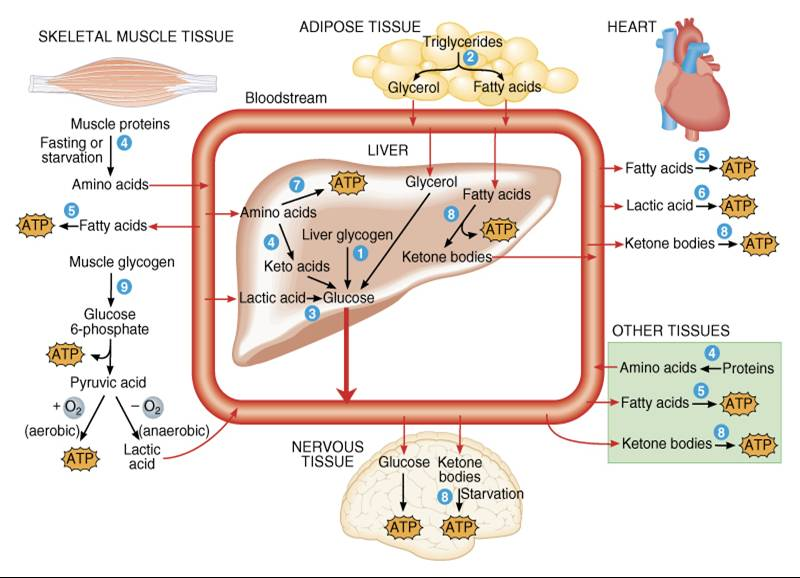 SKELETAL MUSCLE TISSUE
Muscle proteins
Fasting or
starvation
4
Amino acids
ATP
5
Fatty acids
Muscle glycogen
9
Glucose
6-phosphate
ATP
Pyruvic acid
+ O2
− O2
(aerobic)
(anaerobic)
ATP
Lactic
acid
ADIPOSE TISSUE
Triglycerides
2
Glycerol
Fatty acids
Bloodstream
LIVER
7
ATP
Glycerol
Fatty acids
Amino acids
8
ATP
4
Liver glycogen
1
Ketone bodies
Keto acids
Lactic acid
Glucose
3
HEART
Fatty acids
5
ATP
Lactic acid
6
ATP
Ketone bodies
8
ATP
OTHER TISSUES
Amino acids
4
Proteins
Fatty acids
5
ATP
Ketone bodies
8
ATP
NERVOUS
TISSUE
Glucose
Ketone
bodies
8
Starvation
ATP
ATP